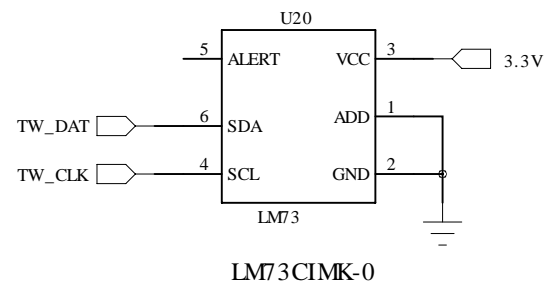 U20
5 ALERT VCC 3 3.3V
ADD 1
TW_DAT 6 SDA
TW_CLK 4 SCL GND 2
LM73
LM73CIMK-0